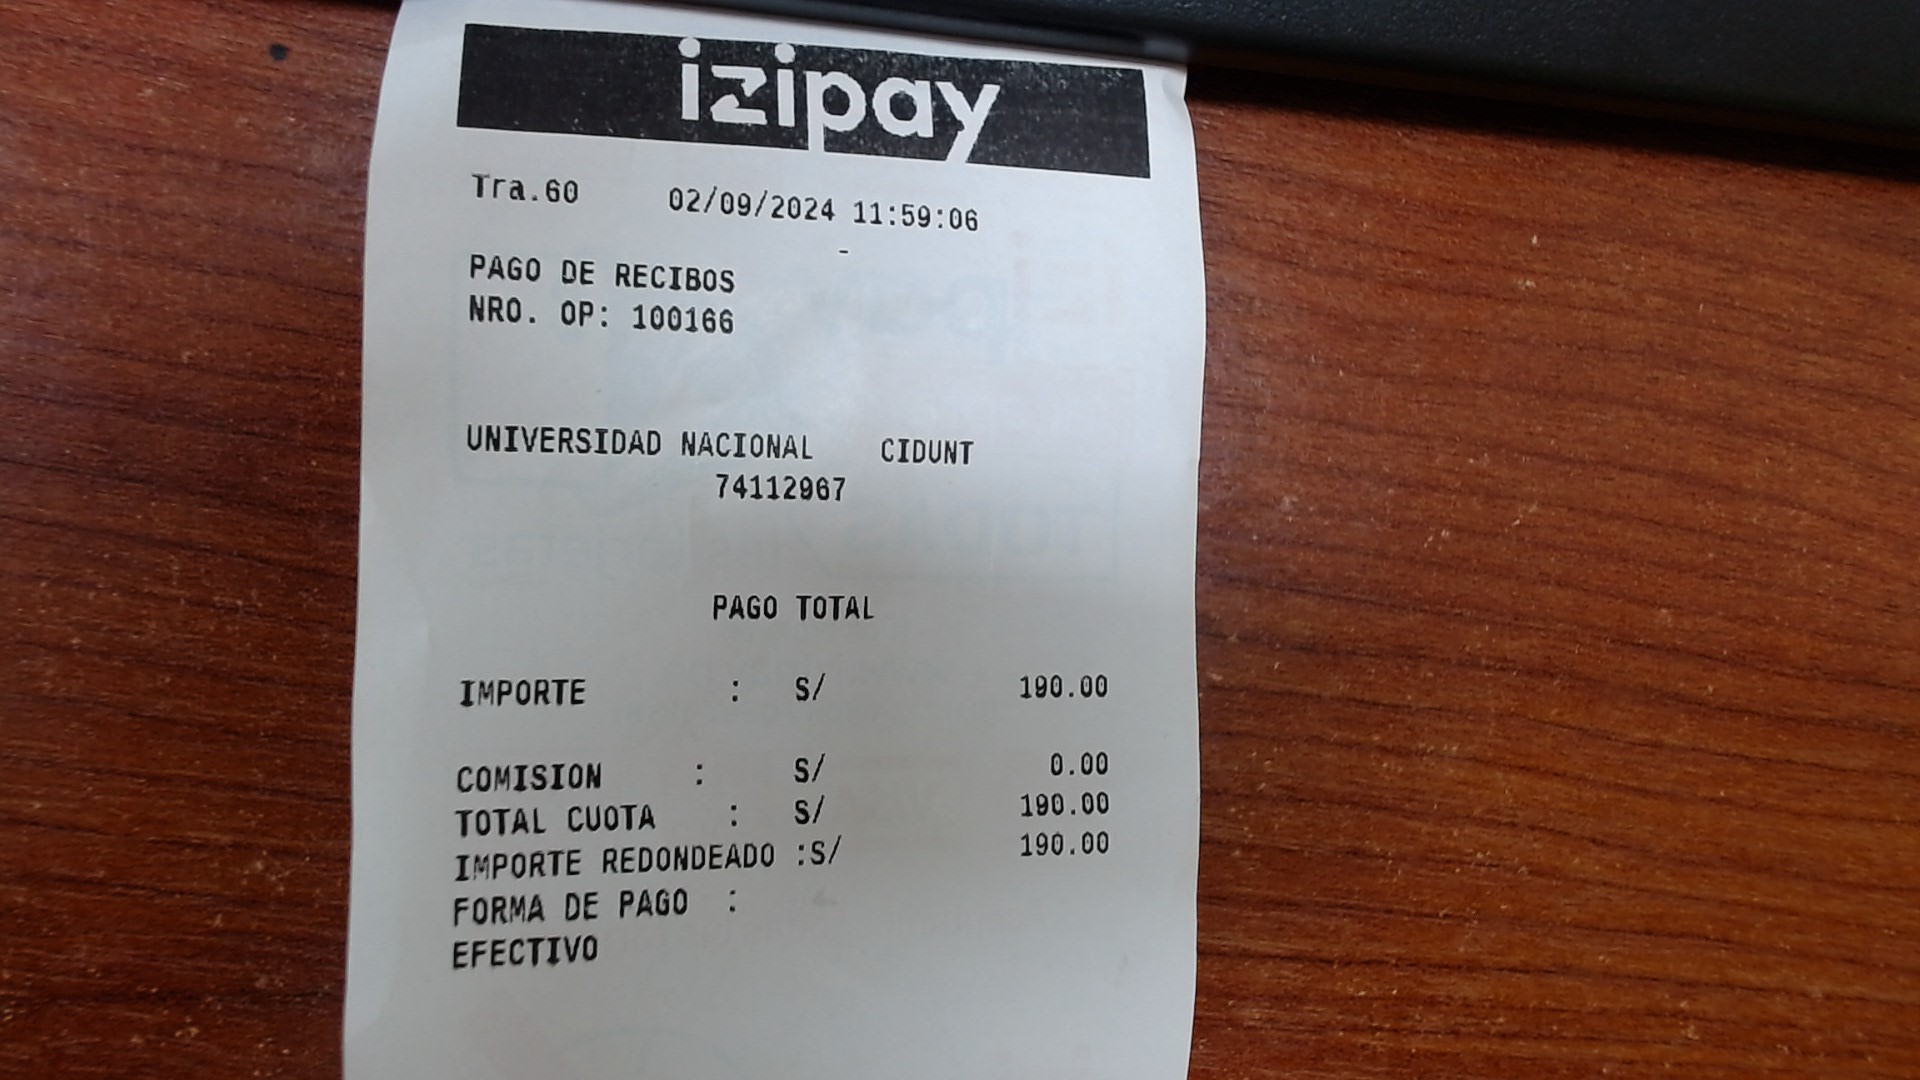 izipay
Tra.60 02/09/2024 11:59:06
-
PAGO DE RECIBOS
NRO. OP: 100166
UNIVERSIDAD NACIONAL CIDUNT
74112967
PAGO TOTAL
IMPORTE : S/ 190.00
COMISION : S/ 0.00
TOTAL CUOTA : S/ 190.00
IMPORTE REDONDEADO :S/ 190.00
FORMA DE PAGO :
EFECTIVO